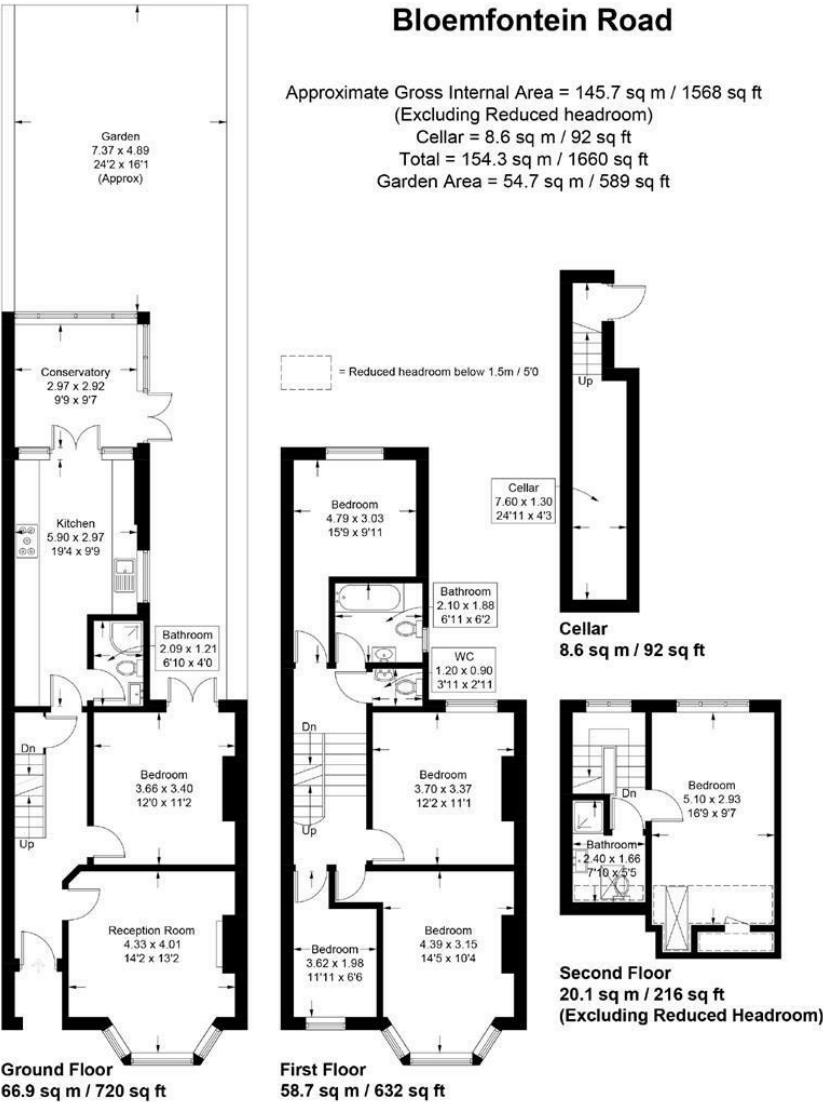 Bloemfontein Road
Approximate Gross Internal Area = 145.7 sq m / 1568 sq ft
(Excluding Reduced headroom)
Cellar = 8.6 sq m / 92 sq ft
Total = 154.3 sq m / 1660 sq ft
Garden Area = 54.7 sq m / 589 sq ft
Garden
7.37 x 4.89
24'2 x 16'1
(Approx)
Conservatory
2.97 x 2.92
9'9 x 9'7
Kitchen
5.90 x 2.97
19'4 x 9'9
Bathroom
2.09 x 1.21
6'10 x 4'0
Dn
Up
Bedroom
3.66 x 3.40
12'0 x 11'2
Reception Room
4.33 x 4.01
14'2 x 13'2
Ground Floor
66.9 sq m / 720 sq ft
= Reduced headroom below 1.5m / 5'0
Bedroom
4.79 x 3.03
15'9 x 9'11
Bathroom
2.10 x 1.88
6'11 x 6'2
WC
1.20 x 0.90
3'11 x 2'11
Dn
Up
Bedroom
3.70 x 3.37
12'2 x 11'1
Bedroom
3.62 x 1.98
11'11 x 6'6
Bedroom
4.39 x 3.15
14'5 x 10'4
First Floor
58.7 sq m / 632 sq ft
Up
Cellar
7.60 x 1.30
24'11 x 4'3
Cellar
8.6 sq m / 92 sq ft
Dn
Bedroom
5.10 x 2.93
16'9 x 9'7
Bathroom
2.40 x 1.66
7'10 x 5'5
Second Floor
20.1 sq m / 216 sq ft
(Excluding Reduced Headroom)